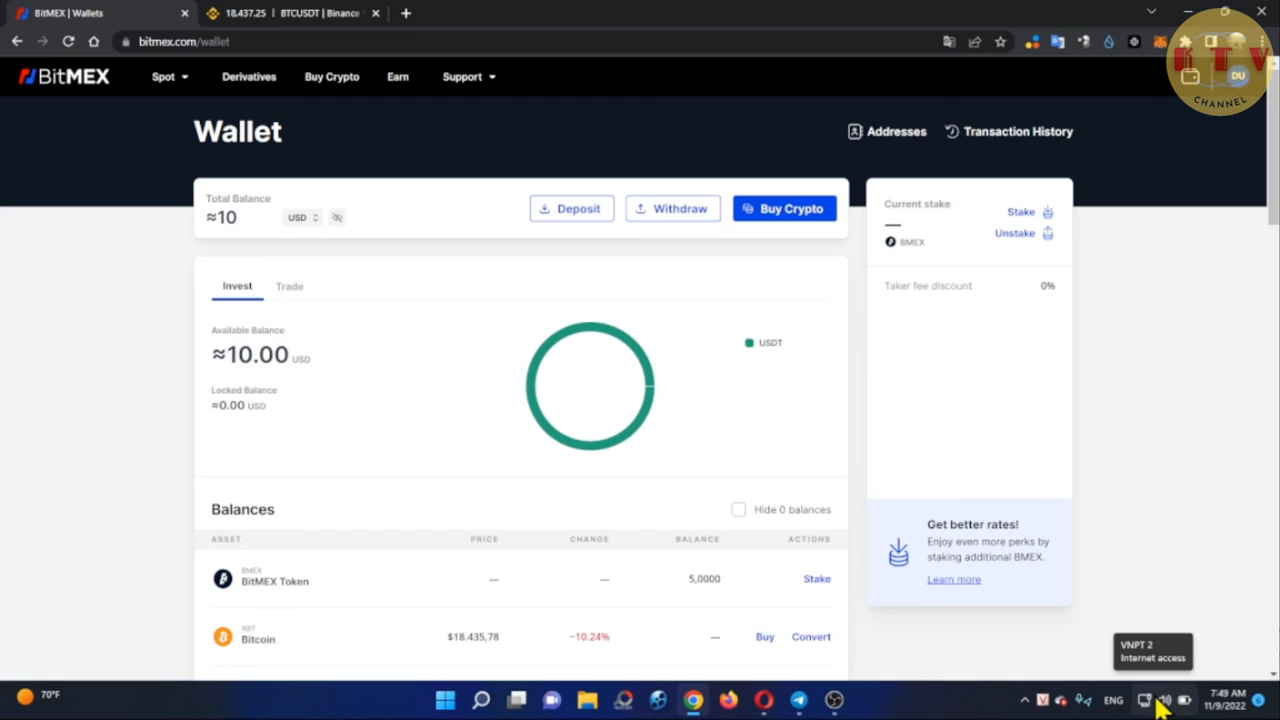 BitMEX | Wallets
18.437.25 | BTCUSDT | Binance
bitmex.com/wallet
BitMEX
Spot
Derivatives
Buy Crypto
Earn
Support
DU
KTV
CHANNEL
Wallet
Addresses
Transaction History
Total Balance
≈10
USD
Deposit
Withdraw
Buy Crypto
Current stake
—
BMEX
Stake
Unstake
Taker fee discount
0%
Invest
Trade
Available Balance
≈10.00 USD
Locked Balance
≈0.00 USD
USDT
Balances
Hide 0 balances
ASSET PRICE CHANGE BALANCE ACTIONS
BMEX
BitMEX Token — — 5,0000 Stake
XBT
Bitcoin $18.435,78 −10.24% — Buy Convert
Get better rates!
Enjoy even more perks by
staking additional BMEX.
Learn more
VNPT 2
Internet access
70°F
ENG
7:49 AM
11/9/2022
6